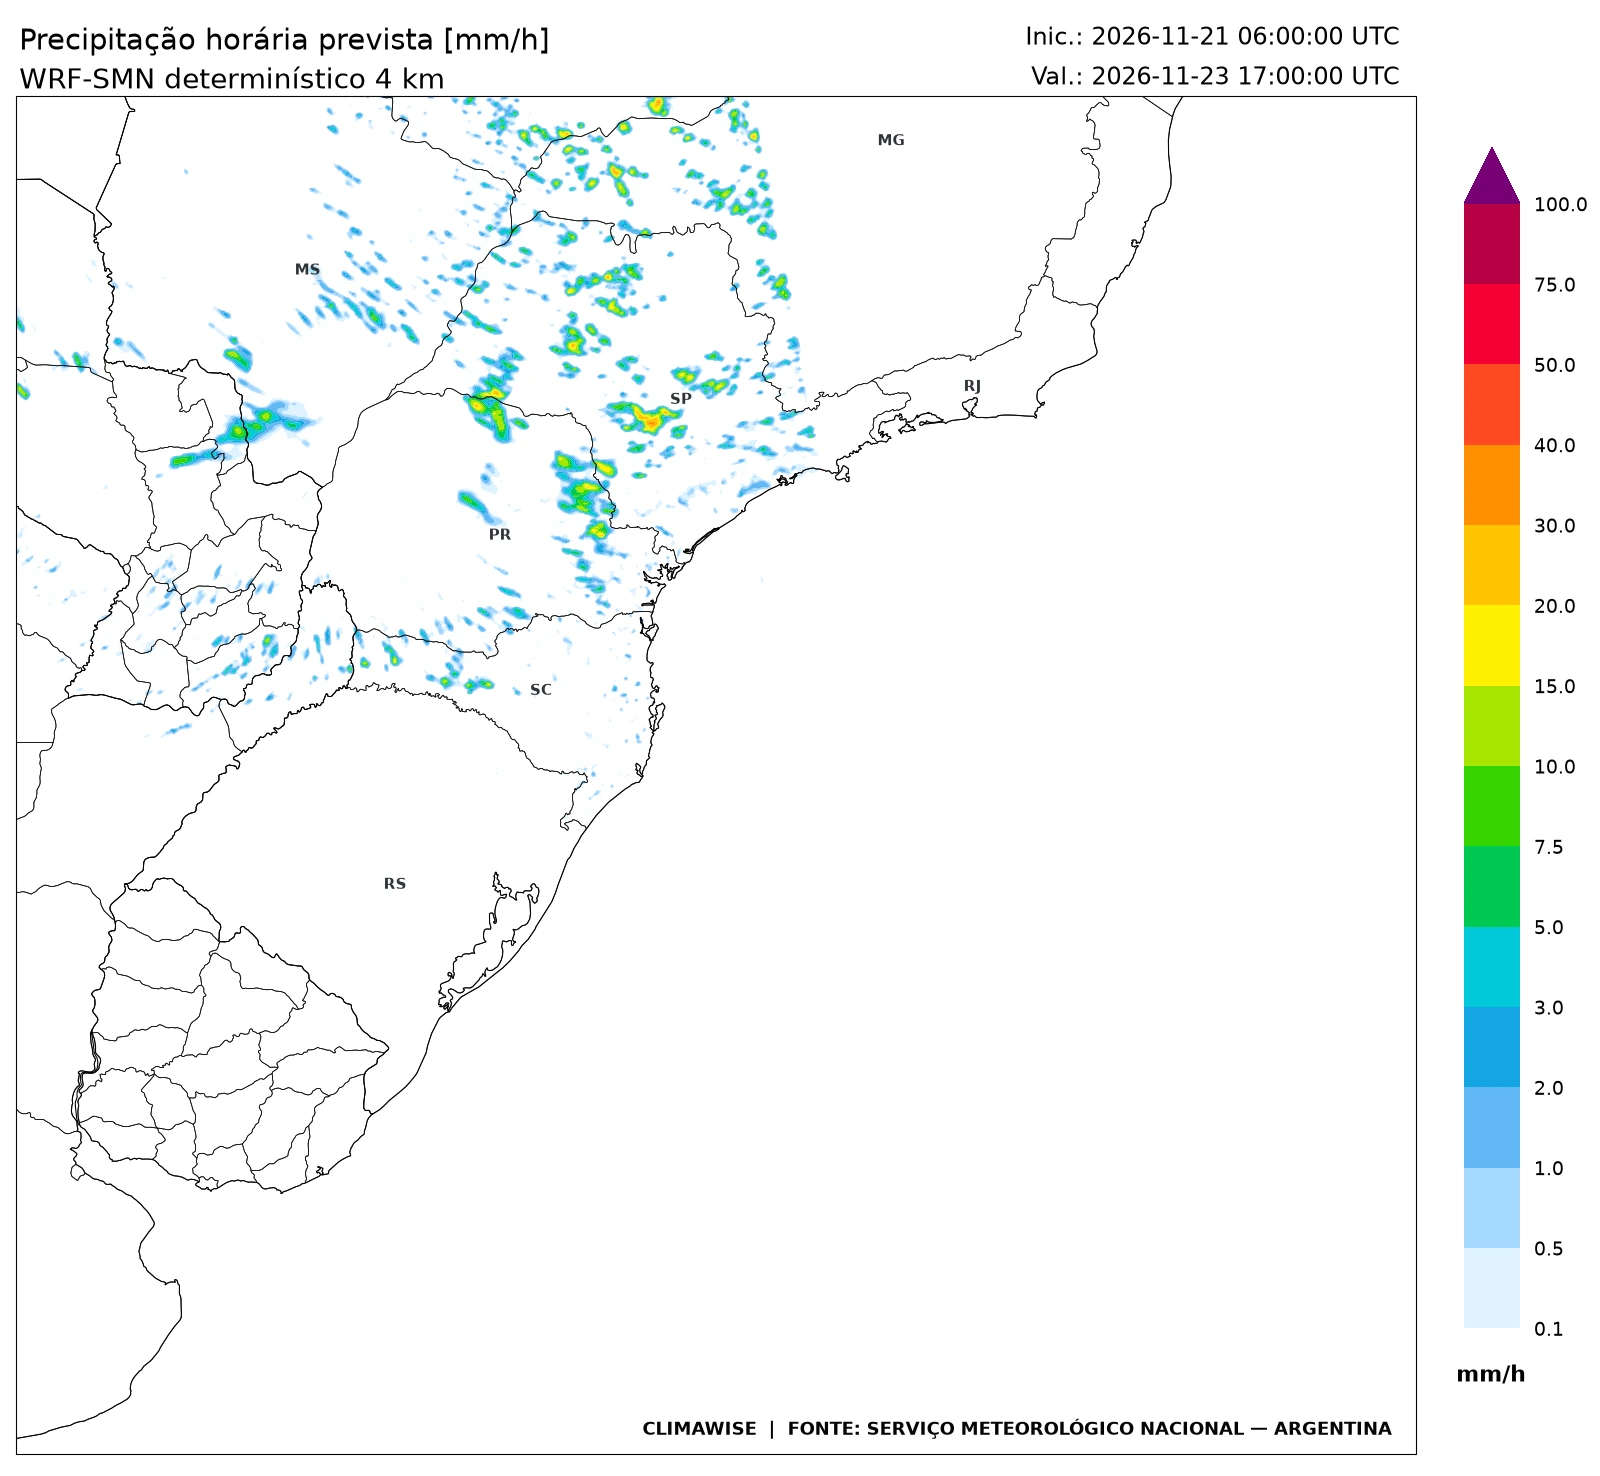 Precipitação horária prevista [mm/h]
WRF-SMN determinístico 4 km
Inic.: 2026-11-21 06:00:00 UTC
Val.: 2026-11-23 17:00:00 UTC
MG
MS
RJ
SP
PR
SC
RS
100.0
75.0
50.0
40.0
30.0
20.0
15.0
10.0
7.5
5.0
3.0
2.0
1.0
0.5
0.1
mm/h
CLIMAWISE | FONTE: SERVIÇO METEOROLÓGICO NACIONAL — ARGENTINA